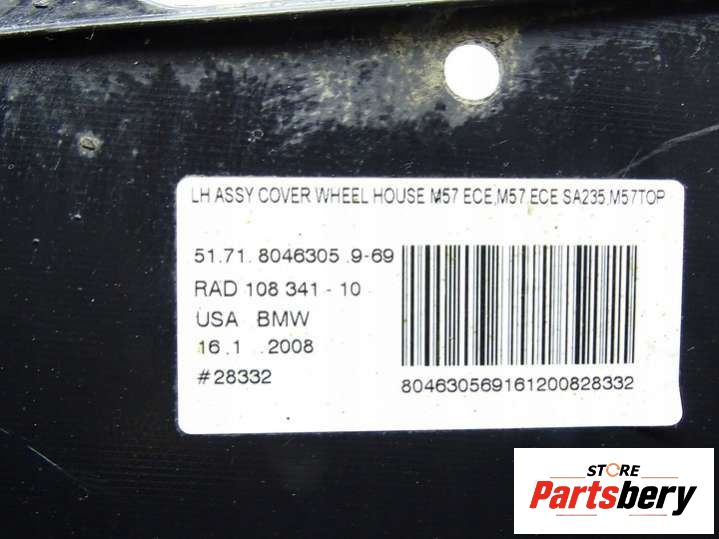 LH ASSY COVER WHEEL HOUSE M57 ECE,M57 ECE SA235,M57TOP
51.71. 8046305 .9-69
RAD 108 341 - 10
USA BMW
16 .1 . .2008
#28332
804630569161200828332
STORE
Partsbery